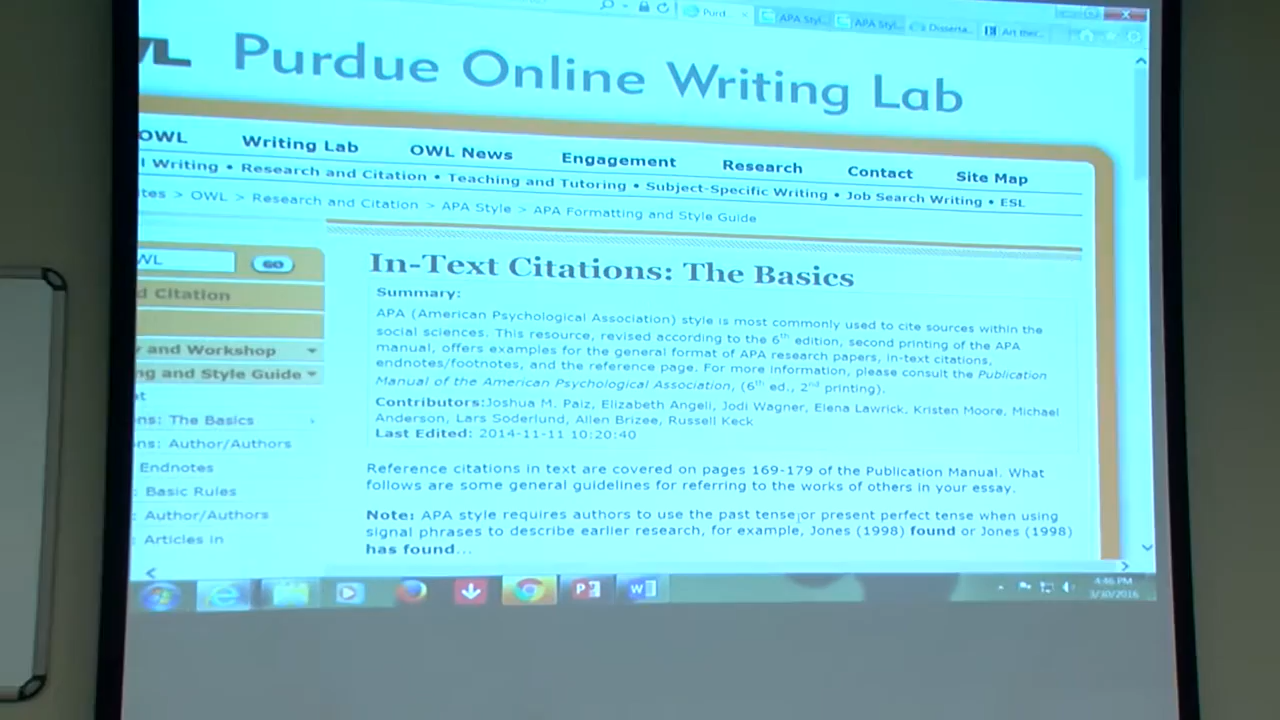 Purd...
APA Styl...
APA Styl...
Disserta...
WL Purdue Online Writing Lab
OWL Writing Lab OWL News Engagement Research Contact Site Map
l Writing • Research and Citation • Teaching and Tutoring • Subject-Specific Writing • Job Search Writing • ESL
tes > OWL > Research and Citation > APA Style > APA Formatting and Style Guide
WL GO
d Citation
y and Workshop
ng and Style Guide
t
ns: The Basics
ns: Author/Authors
Endnotes
: Basic Rules
: Author/Authors
: Articles in
In-Text Citations: The Basics
Summary:
APA (American Psychological Association) style is most commonly used to cite sources within the
social sciences. This resource, revised according to the 6th edition, second printing of the APA
manual, offers examples for the general format of APA research papers, in-text citations,
endnotes/footnotes, and the reference page. For more information, please consult the Publication
Manual of the American Psychological Association, (6th ed., 2nd printing).
Contributors:Joshua M. Paiz, Elizabeth Angeli, Jodi Wagner, Elena Lawrick, Kristen Moore, Michael
Anderson, Lars Soderlund, Allen Brizee, Russell Keck
Last Edited: 2014-11-11 10:20:40
Reference citations in text are covered on pages 169-179 of the Publication Manual. What
follows are some general guidelines for referring to the works of others in your essay.
Note: APA style requires authors to use the past tense or present perfect tense when using
signal phrases to describe earlier research, for example, Jones (1998) found or Jones (1998)
has found...
4:46 PM
3/30/2016